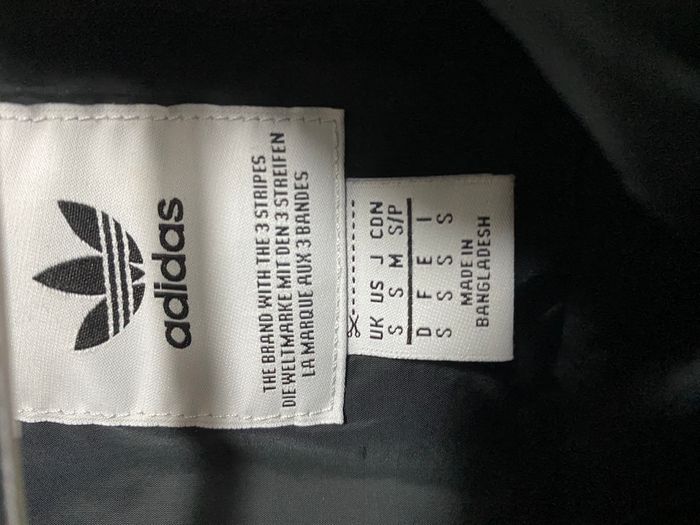 adidas
THE BRAND WITH THE 3 STRIPES
DIE WELTMARKE MIT DEN 3 STREIFEN
LA MARQUE AUX 3 BANDES
UK US J CDN
S S M S/P
D F E I
S S S S
MADE IN
BANGLADESH